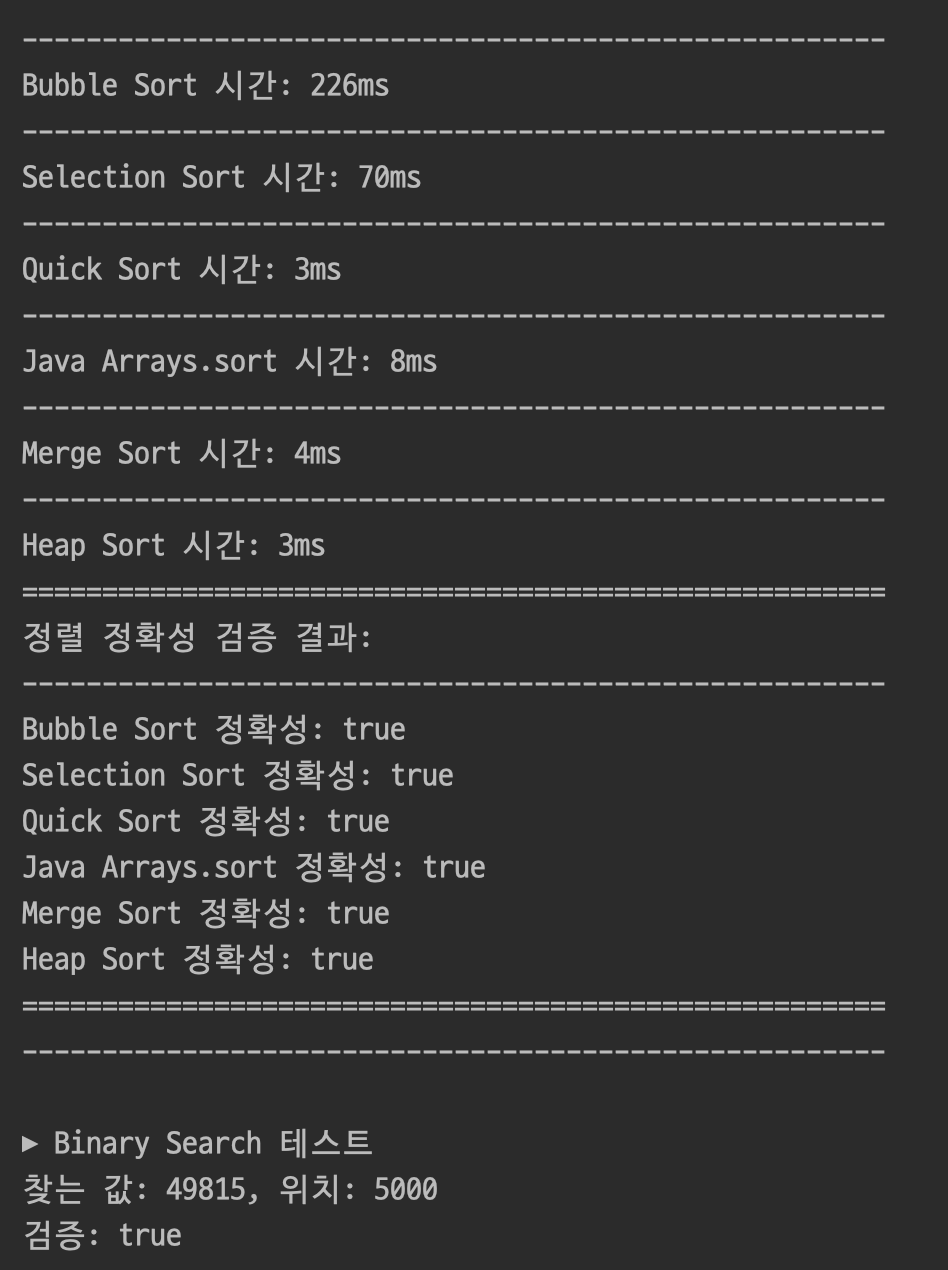 ------------------------------------------------------
Bubble Sort 시간: 226ms
------------------------------------------------------
Selection Sort 시간: 70ms
------------------------------------------------------
Quick Sort 시간: 3ms
------------------------------------------------------
Java Arrays.sort 시간: 8ms
------------------------------------------------------
Merge Sort 시간: 4ms
------------------------------------------------------
Heap Sort 시간: 3ms
======================================================
정렬 정확성 검증 결과:
------------------------------------------------------
Bubble Sort 정확성: true
Selection Sort 정확성: true
Quick Sort 정확성: true
Java Arrays.sort 정확성: true
Merge Sort 정확성: true
Heap Sort 정확성: true
======================================================
------------------------------------------------------
▶ Binary Search 테스트
찾는 값: 49815, 위치: 5000
검증: true